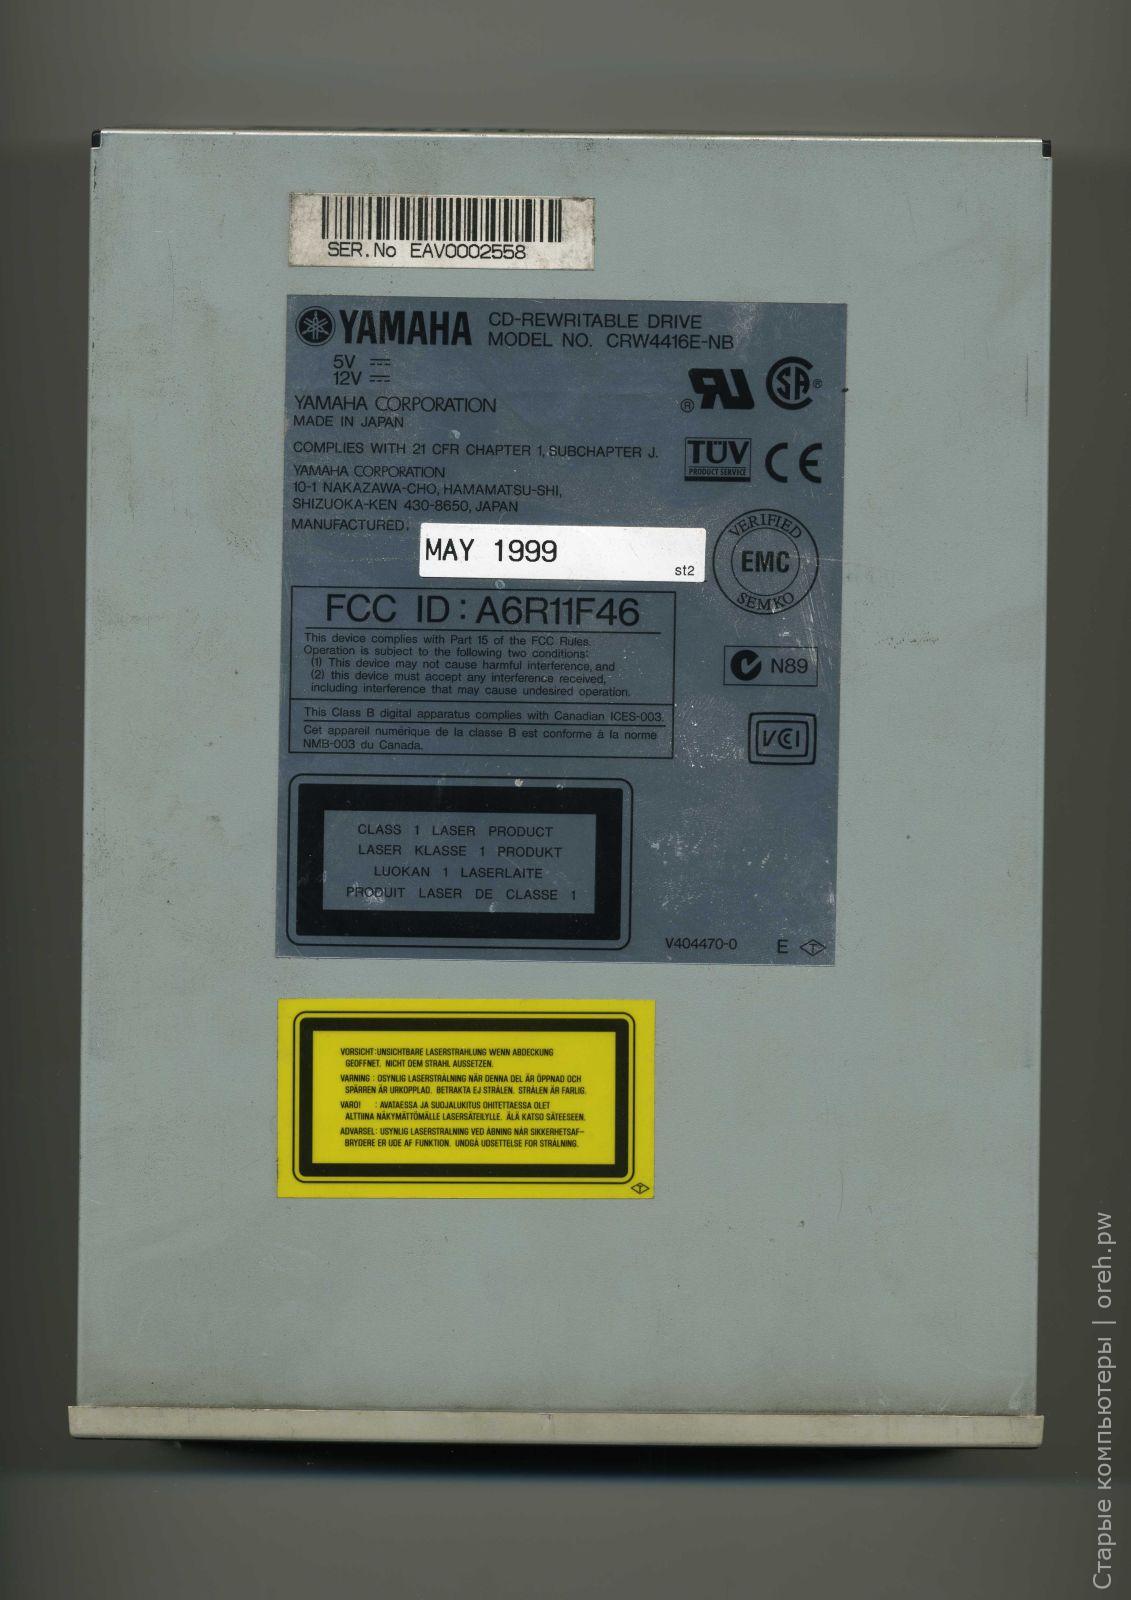 SER.No EAV0002558
YAMAHA
CD-REWRITABLE DRIVE
MODEL NO. CRW4416E-NB
5V
12V
YAMAHA CORPORATION
MADE IN JAPAN
COMPLIES WITH 21 CFR CHAPTER 1, SUBCHAPTER J.
YAMAHA CORPORATION
10-1 NAKAZAWA-CHO, HAMAMATSU-SHI,
SHIZUOKA-KEN 430-8650, JAPAN
MANUFACTURED:
MAY 1999
st2
® RU
SA ®
TÜV
PRODUCT SERVICE
CE
VERIFIED
EMC
SEMKO
N89
VCI
FCC ID : A6R11F46
This device complies with Part 15 of the FCC Rules.
Operation is subject to the following two conditions:
(1) This device may not cause harmful interference, and
(2) this device must accept any interference received,
including interference that may cause undesired operation.
This Class B digital apparatus complies with Canadian ICES-003.
Cet appareil numérique de la classe B est conforme à la norme
NMB-003 du Canada.
CLASS 1 LASER PRODUCT
LASER KLASSE 1 PRODUKT
LUOKAN 1 LASERLAITE
PRODUIT LASER DE CLASSE 1
V404470-0 E T
VORSICHT:UNSICHTBARE LASERSTRAHLUNG WENN ABDECKUNG
GEOFFNET. NICHT DEM STRAHL AUSSETZEN.
VARNING : OSYNLIG LASERSTRÅLNING NÄR DENNA DEL ÄR ÖPPNAD OCH
SPÄRREN ÄR URKOPPLAD. BETRAKTA EJ STRÅLEN. STRÅLEN ÄR FARLIG.
VARO! : AVATAESSA JA SUOJALUKITUS OHITETTAESSA OLET
ALTTIINA NÄKYMÄTTÖMÄLLE LASERSÄTEILYLLE. ÄLÄ KATSO SÄTEESEEN.
ADVARSEL: USYNLIG LASERSTRALNING VED ÅBNING NÅR SIKKERHETSAF-
BRYDERE ER UDE AF FUNKTION. UNDGÅ UDSETTELSE FOR STRÅLNING.
T
Старые компьютеры | oreh.pw